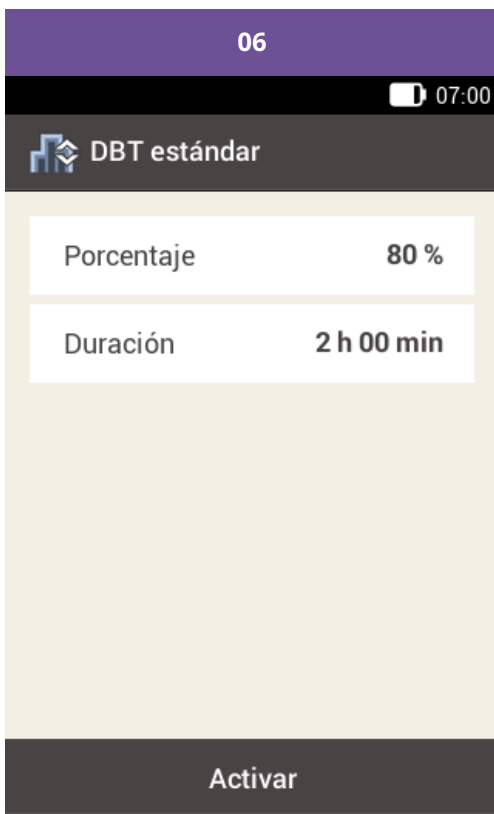 06
07:00
DBT estándar
Porcentaje 80 %
Duración 2 h 00 min
Activar